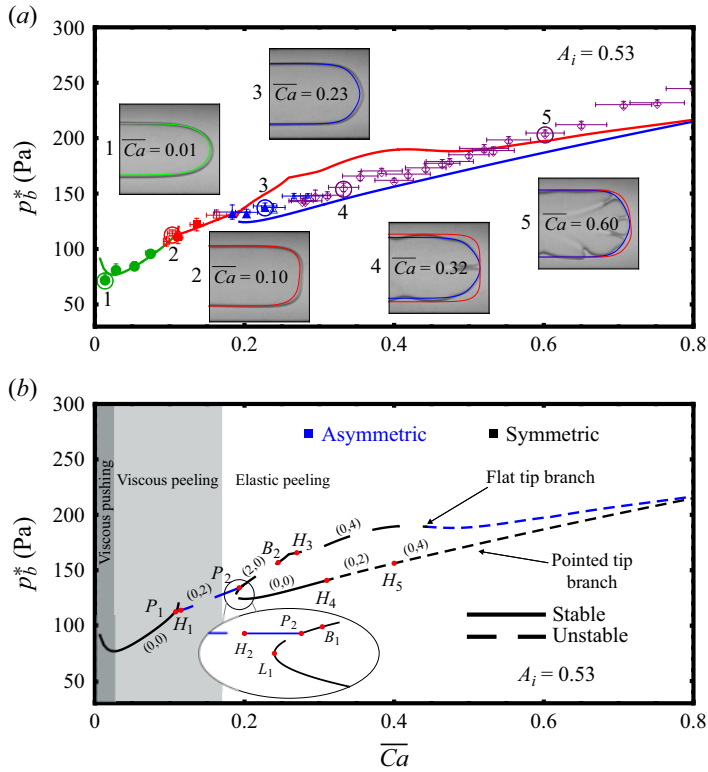 (a)
300
250
200
150
100
50
p*b (Pa)
A_i = 0.53
3
Ca = 0.23
1
Ca = 0.01
5
Ca = 0.60
3
5
4
2
1
2
Ca = 0.10
4
Ca = 0.32
0
0.2
0.4
0.6
0.8
(b)
300
250
200
150
100
50
p*b (Pa)
Asymmetric
Symmetric
Viscous pushing
Viscous peeling
Elastic peeling
Flat tip branch
Pointed tip
branch
(0,4)
B2
H3
(2,0)
P2
(0,2)
(0,0)
(0,2)
(0,4)
H4
H5
P1
H1
(0,0)
P2
B1
H2
L1
Stable
Unstable
A_i = 0.53
0
0.2
0.4
0.6
0.8
Ca